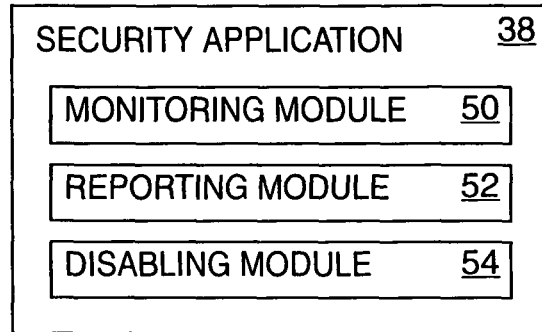 SECURITY APPLICATION 38
MONITORING MODULE 50
REPORTING MODULE 52
DISABLING MODULE 54